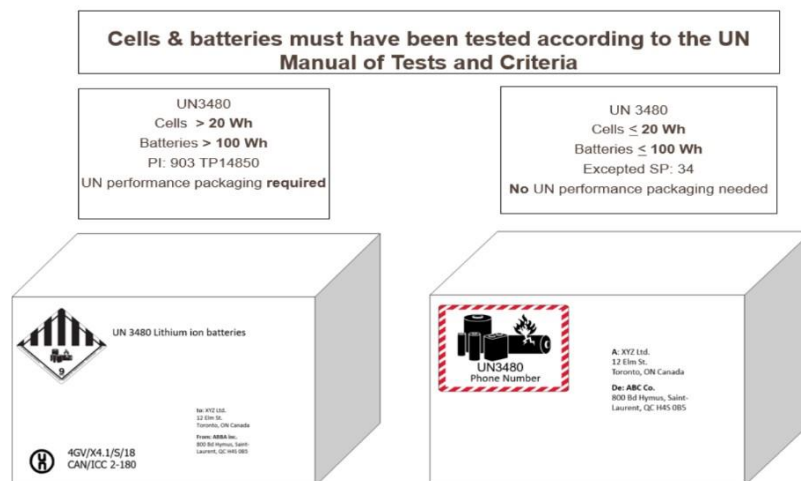 Cells & batteries must have been tested according to the UN
Manual of Tests and Criteria
UN3480
Cells > 20 Wh
Batteries > 100 Wh
PI: 903 TP14850
UN performance packaging required
UN 3480
Cells ≤ 20 Wh
Batteries ≤ 100 Wh
Excepted SP: 34
No UN performance packaging needed
9
UN 3480 Lithium ion batteries
to: XYZ Ltd.
12 Elm St.
Toronto, ON Canada
From: ABBA Inc.
800 Bd Hymus, Saint-
Laurent, QC H4S 0B5
UN
4GV/X4.1/S/18
CAN/ICC 2-180
UN3480
Phone Number
A: XYZ Ltd.
12 Elm St.
Toronto, ON Canada
De: ABC Co.
800 Bd Hymus, Saint-
Laurent, QC H4S 0B5